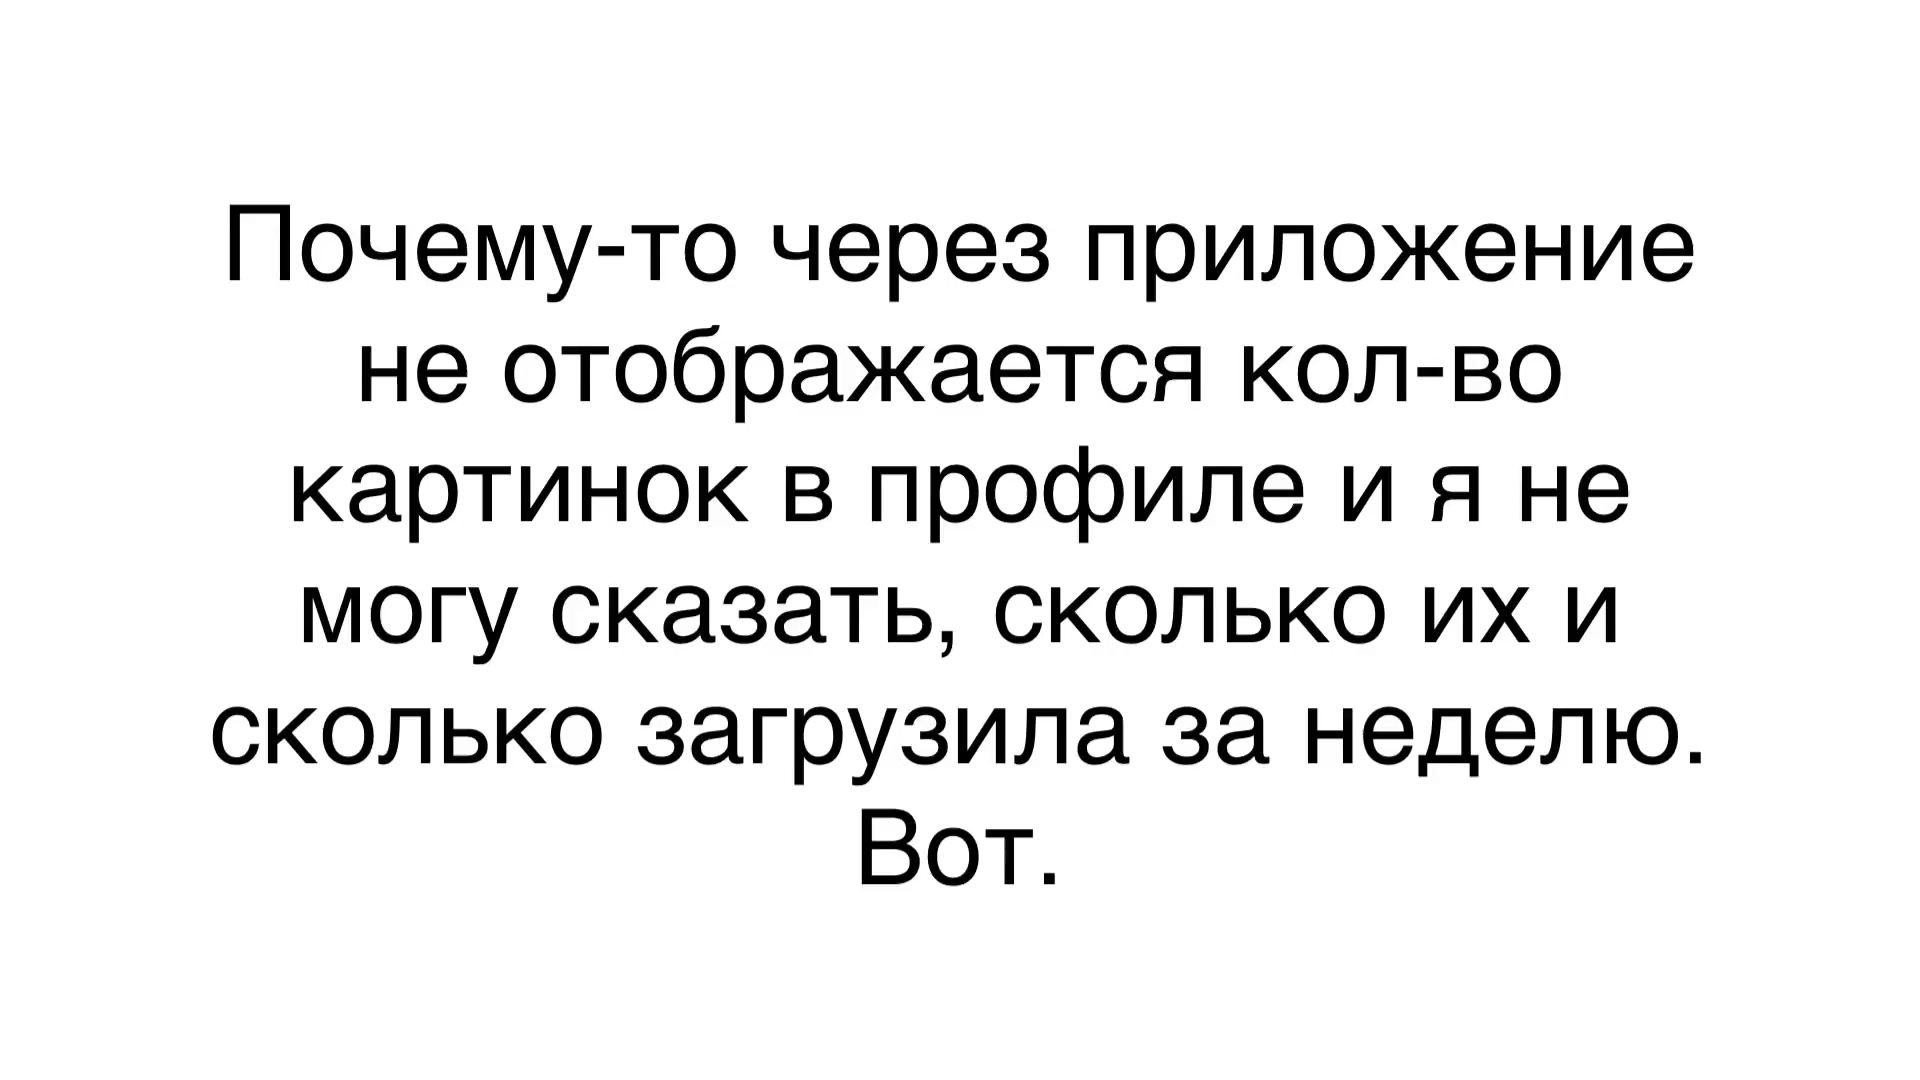 Почему-то через приложение
не отображается кол-во
картинок в профиле и я не
могу сказать, сколько их и
сколько загрузила за неделю.
Вот.